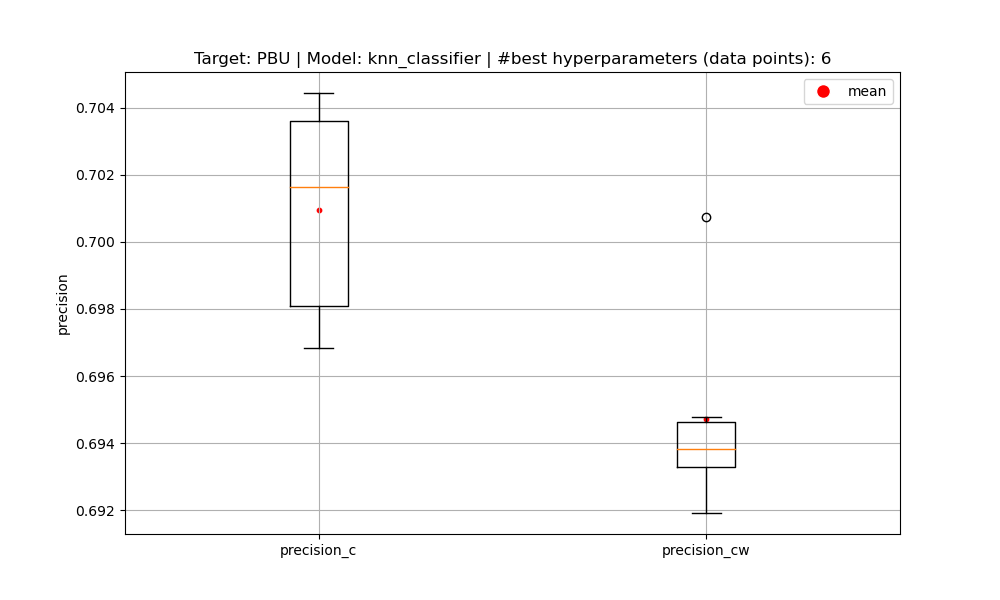 Target: PBU | Model: knn_classifier | #best hyperparameters (data points): 6
mean
0.704
0.702
0.700
0.698
0.696
0.694
0.692
precision
precision_c
precision_cw